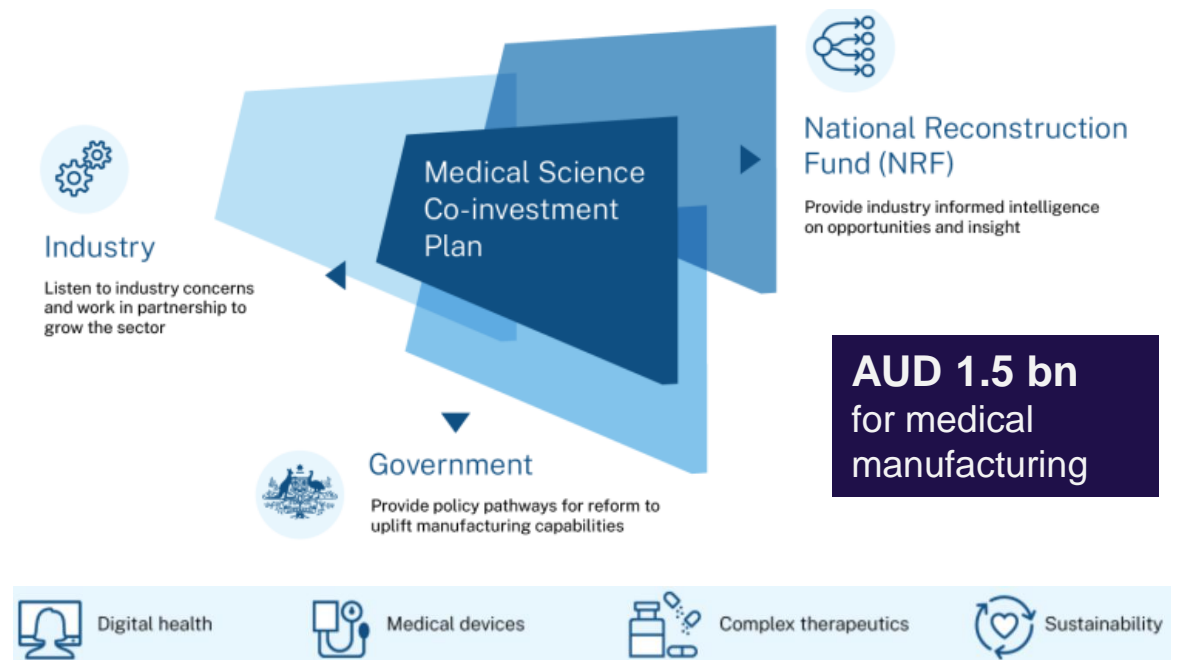 Medical Science
Co-investment
Plan
Industry
Listen to industry concerns
and work in partnership to
grow the sector
National Reconstruction
Fund (NRF)
Provide industry informed intelligence
on opportunities and insight
AUD 1.5 bn
for medical
manufacturing
Government
Provide policy pathways for reform to
uplift manufacturing capabilities
Digital health
Medical devices
Complex therapeutics
Sustainability